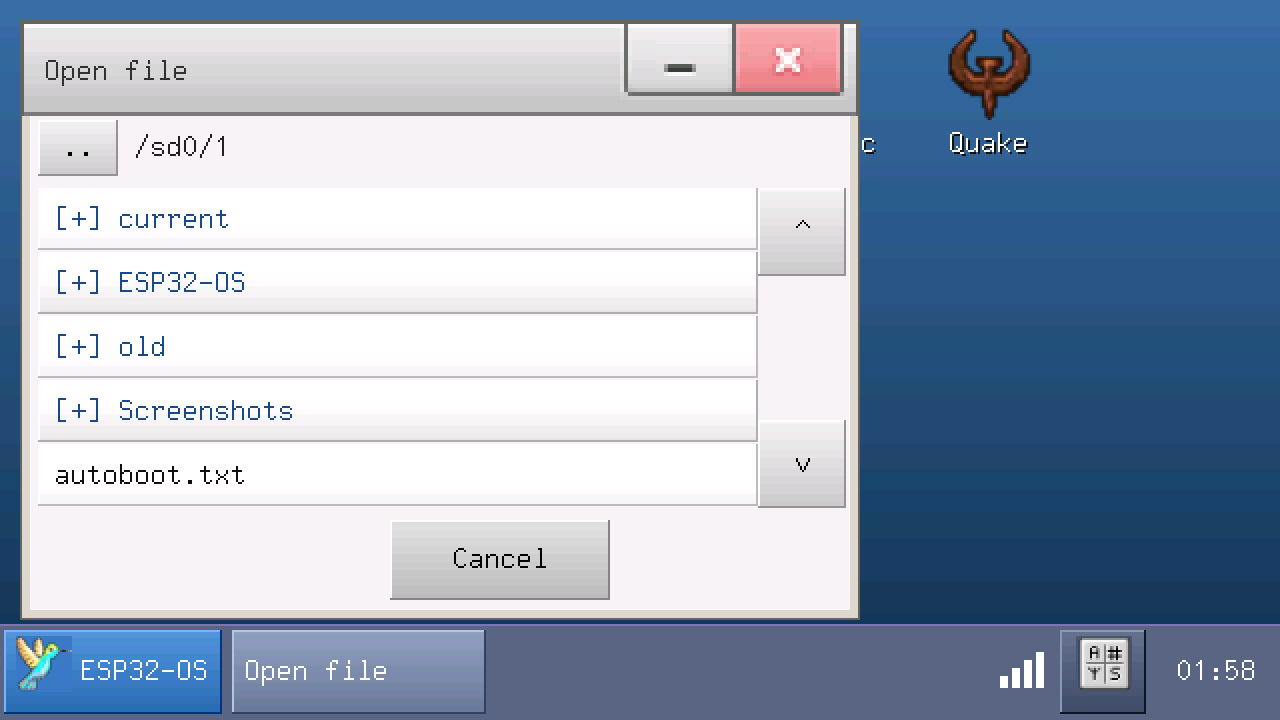 Open file
.. /sd0/1
[+] current
^
[+] ESP32-OS
[+] old
[+] Screenshots
autoboot.txt
v
Cancel
c
Quake
ESP32-OS
Open file
A #
Y S
01:58